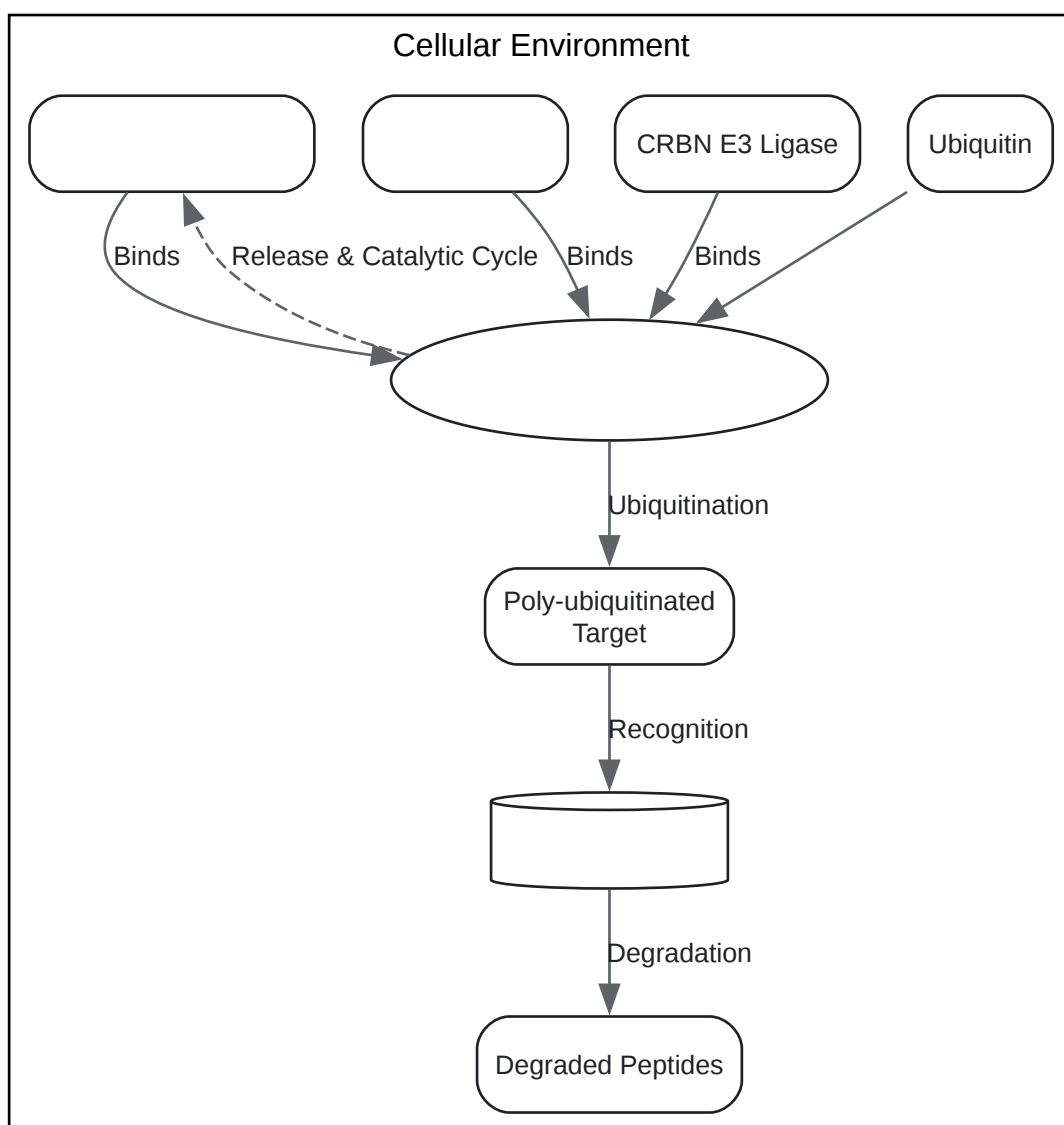 Cellular Environment
CRBN E3 Ligase
Ubiquitin
Binds
Release & Catalytic Cycle
Binds
Binds
Ubiquitination
Poly-ubiquitinated
Target
Recognition
Degradation
Degraded Peptides